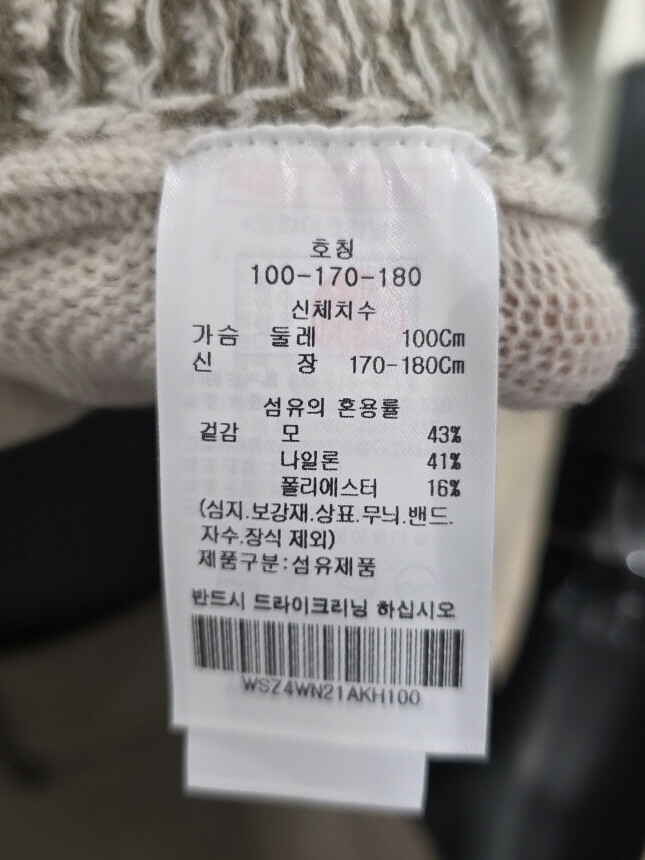 호칭
100-170-180
신체치수
가슴 둘레 100Cm
신 장 170-180Cm
섬유의 혼용률
겉감 모 43%
나일론 41%
폴리에스터 16%
(심지.보강재.상표.무늬.밴드.
자수.장식 제외)
제품구분:섬유제품
반드시 드라이크리닝 하십시오
WSZ4WN21AKH100